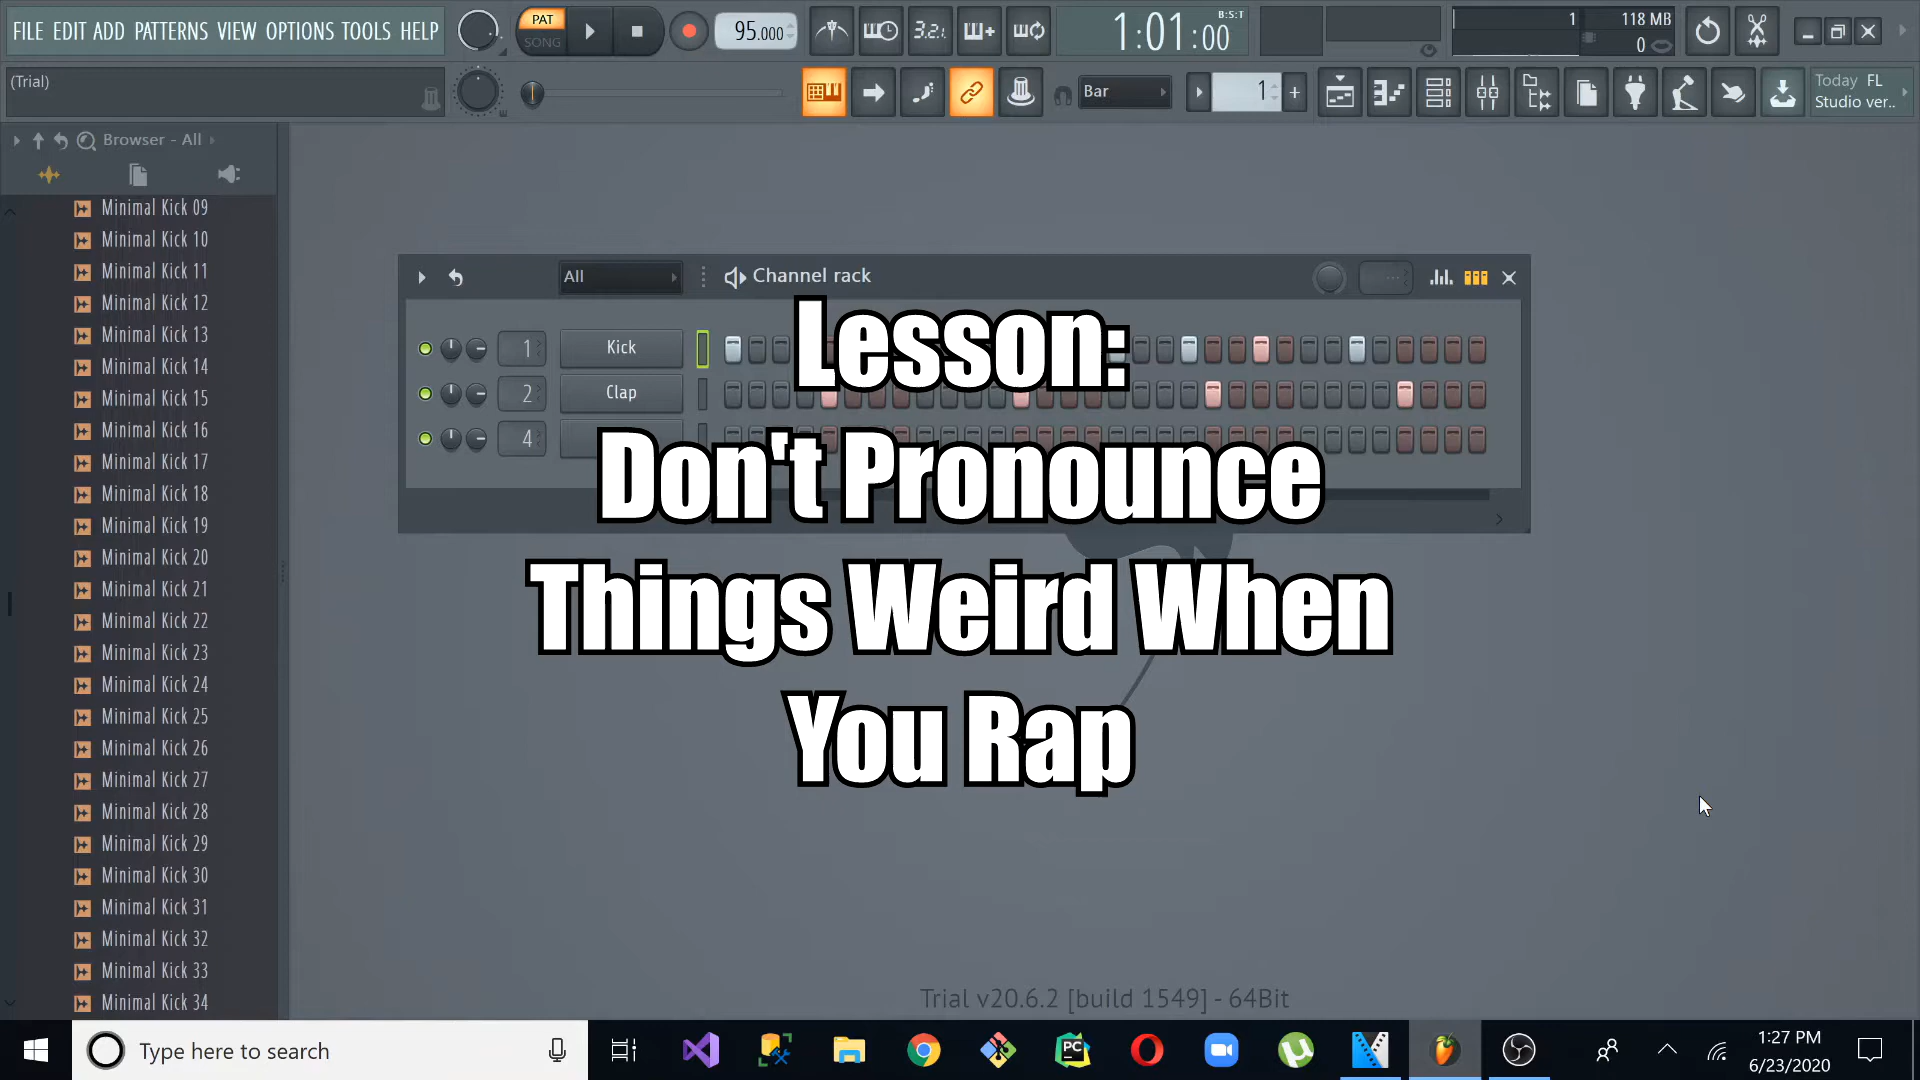 FILE EDIT ADD PATTERNS VIEW OPTIONS TOOLS HELP
PAT
SONG
95.000
3.2.
1:01:00
B:S:T
1
118 MB
0
(Trial)
Bar
1
Today FL
Studio ver..
Browser - All
Minimal Kick 09
Minimal Kick 10
Minimal Kick 11
Minimal Kick 12
Minimal Kick 13
Minimal Kick 14
Minimal Kick 15
Minimal Kick 16
Minimal Kick 17
Minimal Kick 18
Minimal Kick 19
Minimal Kick 20
Minimal Kick 21
Minimal Kick 22
Minimal Kick 23
Minimal Kick 24
Minimal Kick 25
Minimal Kick 26
Minimal Kick 27
Minimal Kick 28
Minimal Kick 29
Minimal Kick 30
Minimal Kick 31
Minimal Kick 32
Minimal Kick 33
Minimal Kick 34
All
Channel rack
1 Kick
2 Clap
4
Lesson:
Don't Pronounce
Things Weird When
You Rap
Trial v20.6.2 [build 1549] - 64Bit
Type here to search
PC
1:27 PM
6/23/2020